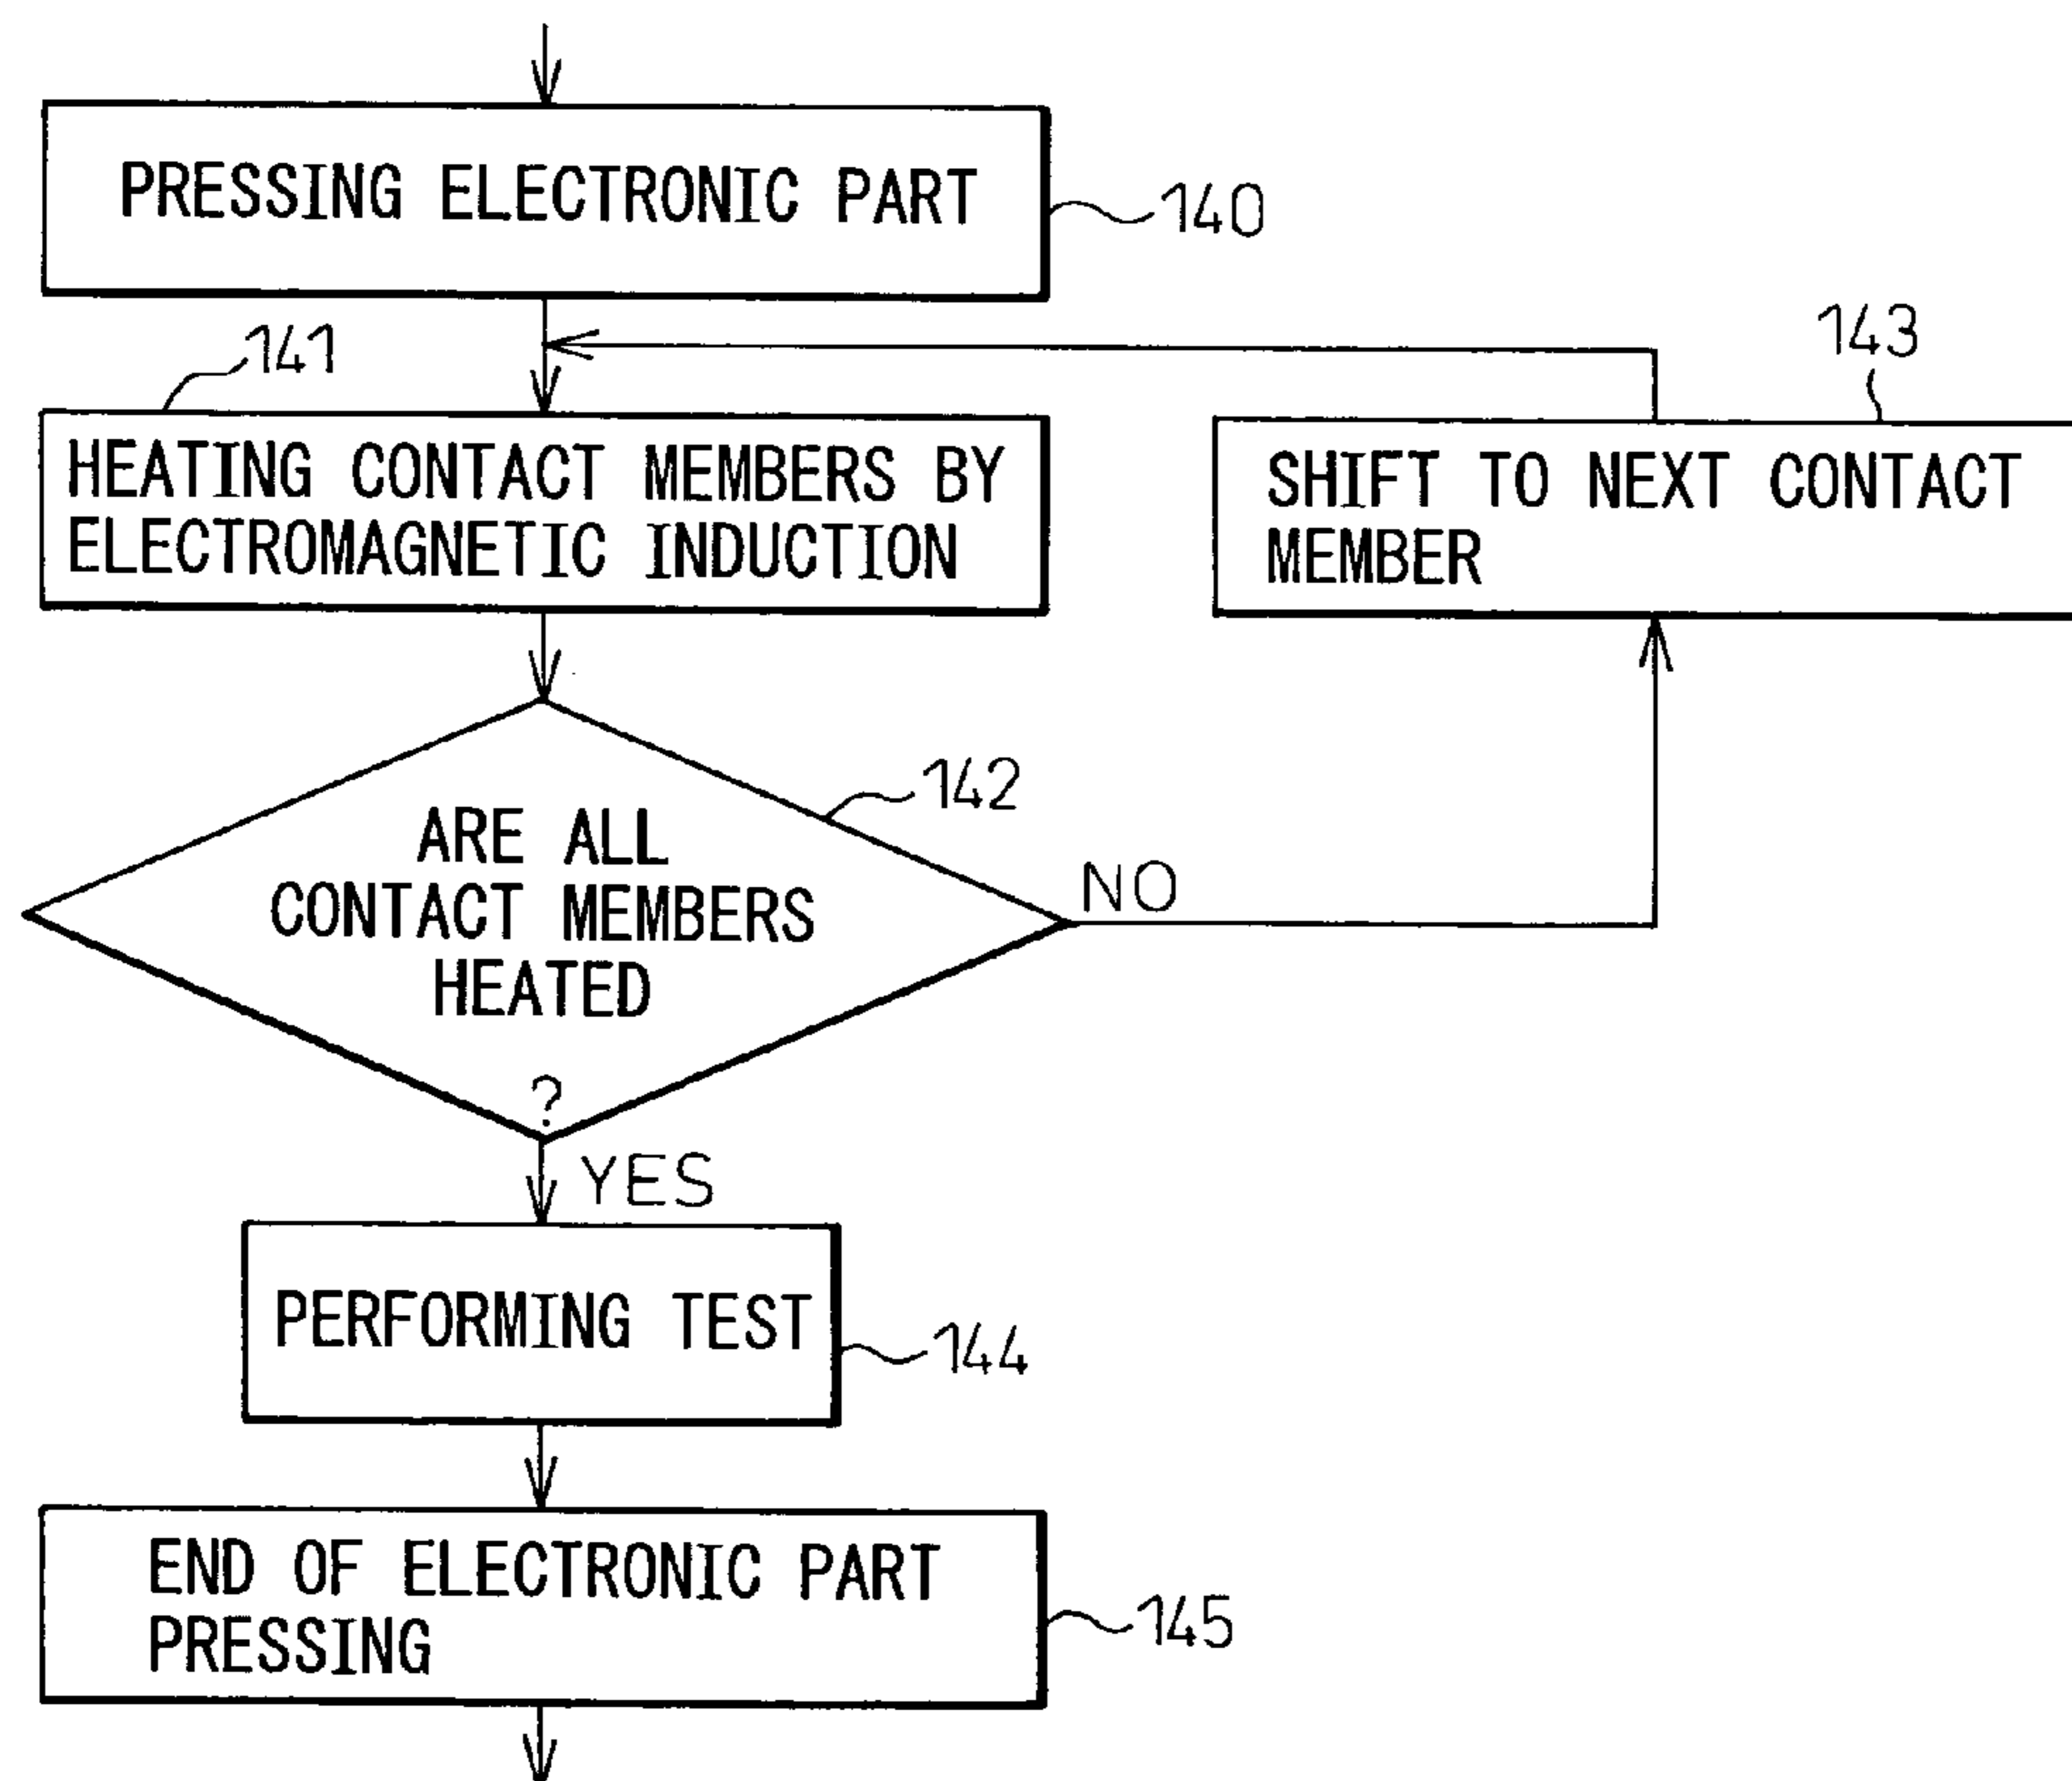 PRESSING ELECTRONIC PART
140
141
HEATING CONTACT MEMBERS BY
ELECTROMAGNETIC INDUCTION
143
SHIFT TO NEXT CONTACT
MEMBER
142
ARE ALL
CONTACT MEMBERS
HEATED
?
NO
YES
PERFORMING TEST
144
END OF ELECTRONIC PART
PRESSING
145